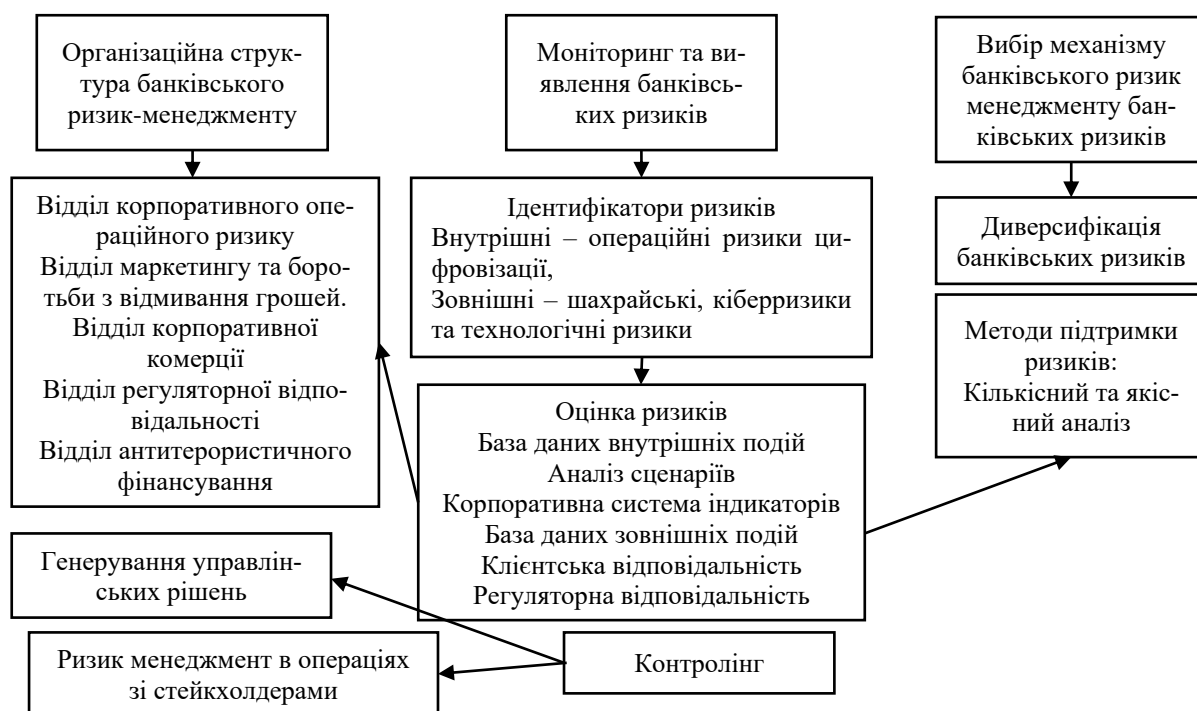 Організаційна струк-
тура банківського
ризик-менеджменту
Моніторинг та ви-
явлення банківсь-
ких ризиків
Вибір механізму
банківського ризик
менеджменту бан-
ківських ризиків
Відділ корпоративного опе-
раційного ризику
Відділ маркетингу та боро-
тьби з відмивання грошей.
Відділ корпоративної
комерції
Відділ регуляторної відпо-
відальності
Відділ антитерористичного
фінансування
Ідентифікатори ризиків
Внутрішні – операційні ризики ци-
фровізації,
Зовнішні – шахрайські, кіберризики
та технологічні ризики
Диверсифікація
банківських ризиків
Методи підтримки
ризиків:
Кількісний та якіс-
ний аналіз
Оцінка ризиків
База даних внутрішніх подій
Аналіз сценаріїв
Корпоративна система індикаторів
База даних зовнішніх подій
Клієнтська відповідальність
Регуляторна відповідальність
Генерування управлін-
ських рішень
Ризик менеджмент в операціях
зі стейкхолдерами
Контролінг